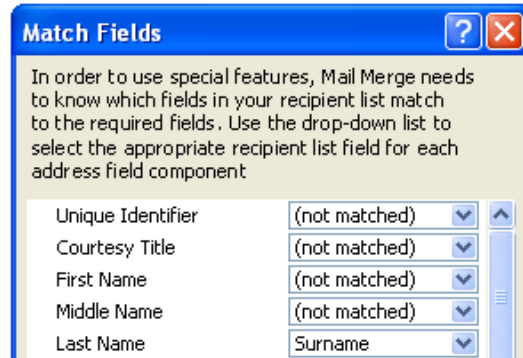 Match Fields
In order to use special features, Mail Merge needs
to know which fields in your recipient list match
to the required fields. Use the drop-down list to
select the appropriate recipient list field for each
address field component
Unique Identifier (not matched)
Courtesy Title (not matched)
First Name (not matched)
Middle Name (not matched)
Last Name Surname